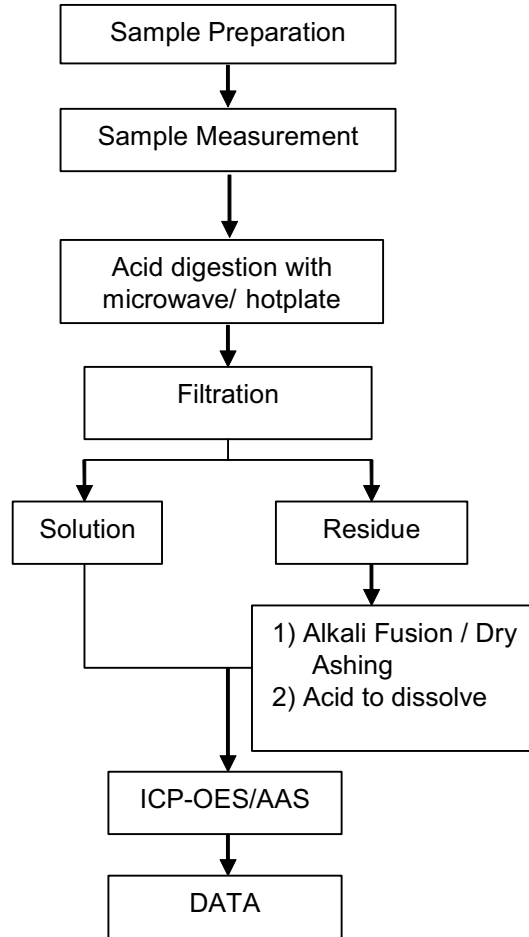 Sample Preparation
Sample Measurement
Acid digestion with
microwave/ hotplate
Filtration
Solution
Residue
1) Alkali Fusion / Dry
Ashing
2) Acid to dissolve
ICP-OES/AAS
DATA